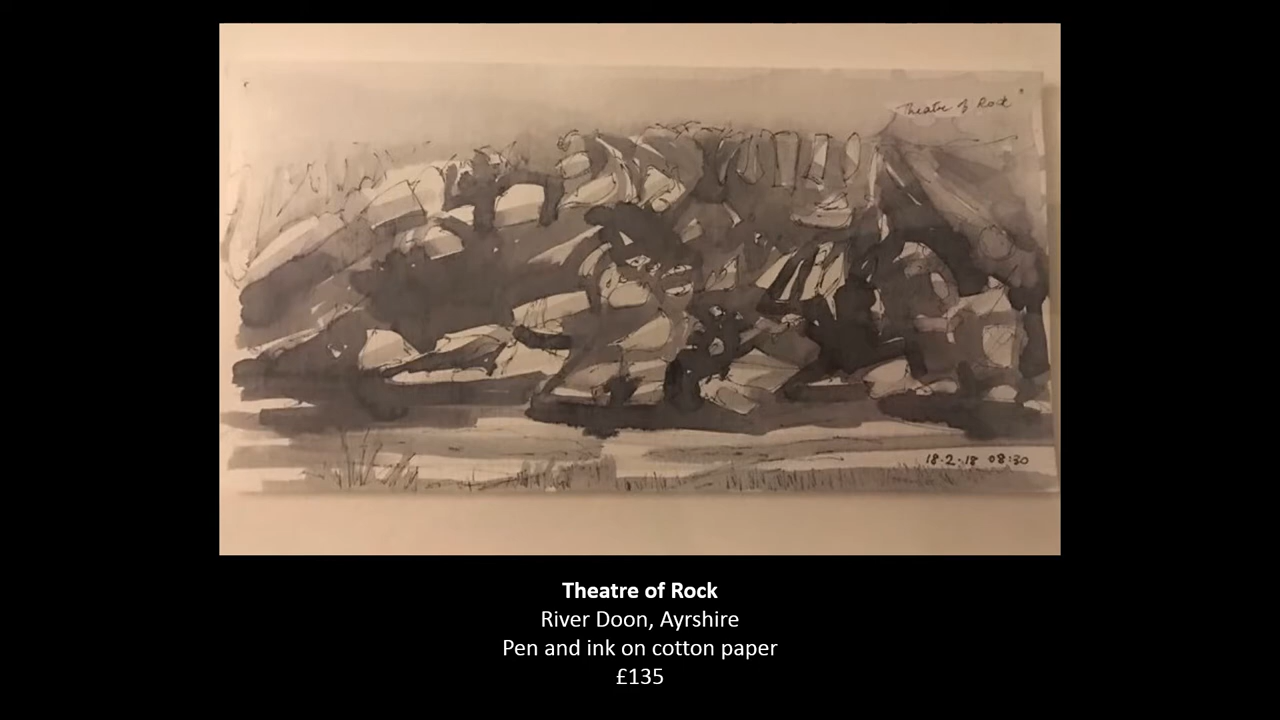 Theatre of Rock
18·2·18 08:30
Theatre of Rock
River Doon, Ayrshire
Pen and ink on cotton paper
£135